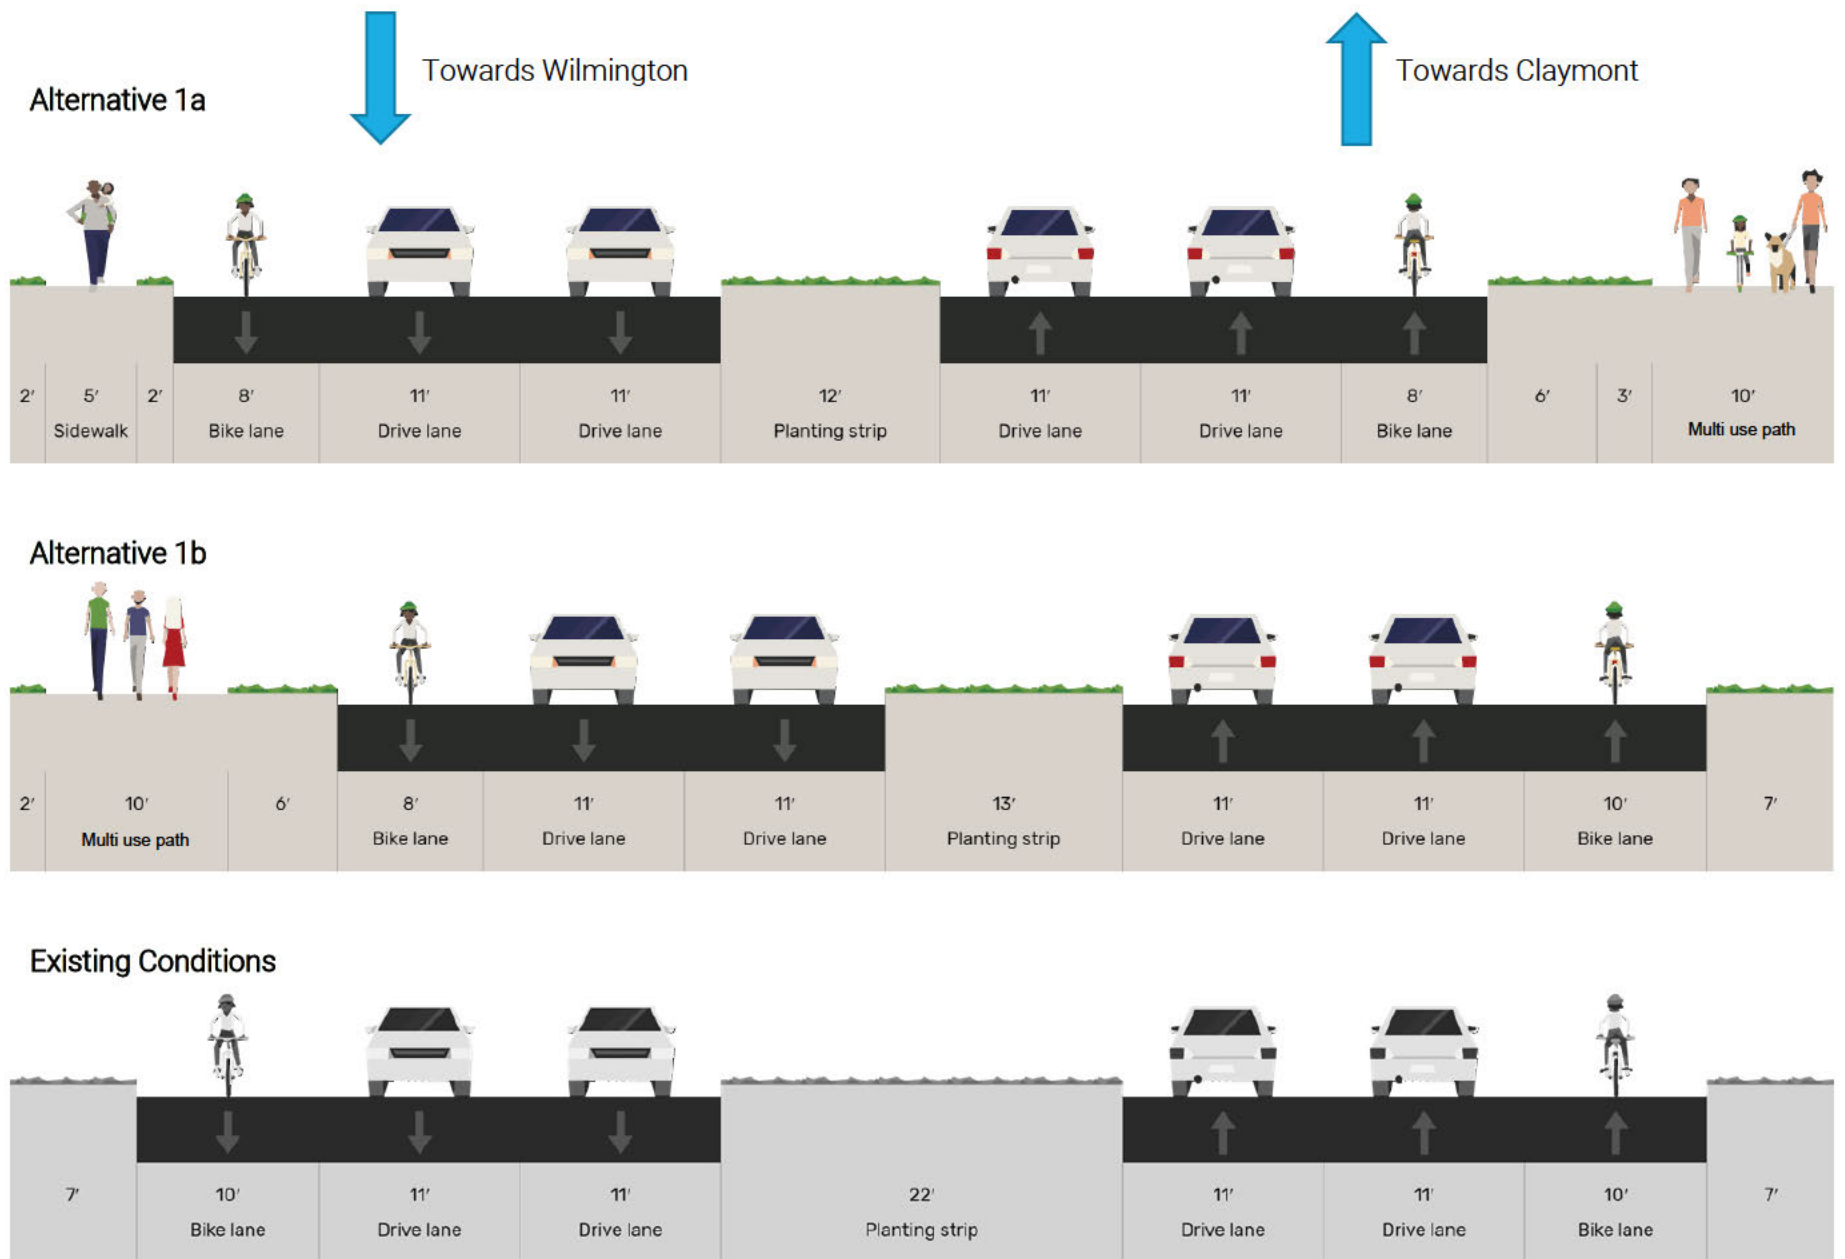 Towards Wilmington
Towards Claymont
Alternative 1a
2' 5' 2' 8' 11' 11' 12' 11' 11' 8' 6' 3' 10'
Sidewalk Bike lane Drive lane Drive lane Planting strip Drive lane Drive lane Bike lane Multi use path
Alternative 1b
2' 10' 6' 8' 11' 11' 13' 11' 11' 10' 7'
Multi use path Bike lane Drive lane Drive lane Planting strip Drive lane Drive lane Bike lane
Existing Conditions
7' 10' 11' 11' 22' 11' 11' 10' 7'
Bike lane Drive lane Drive lane Planting strip Drive lane Drive lane Bike lane